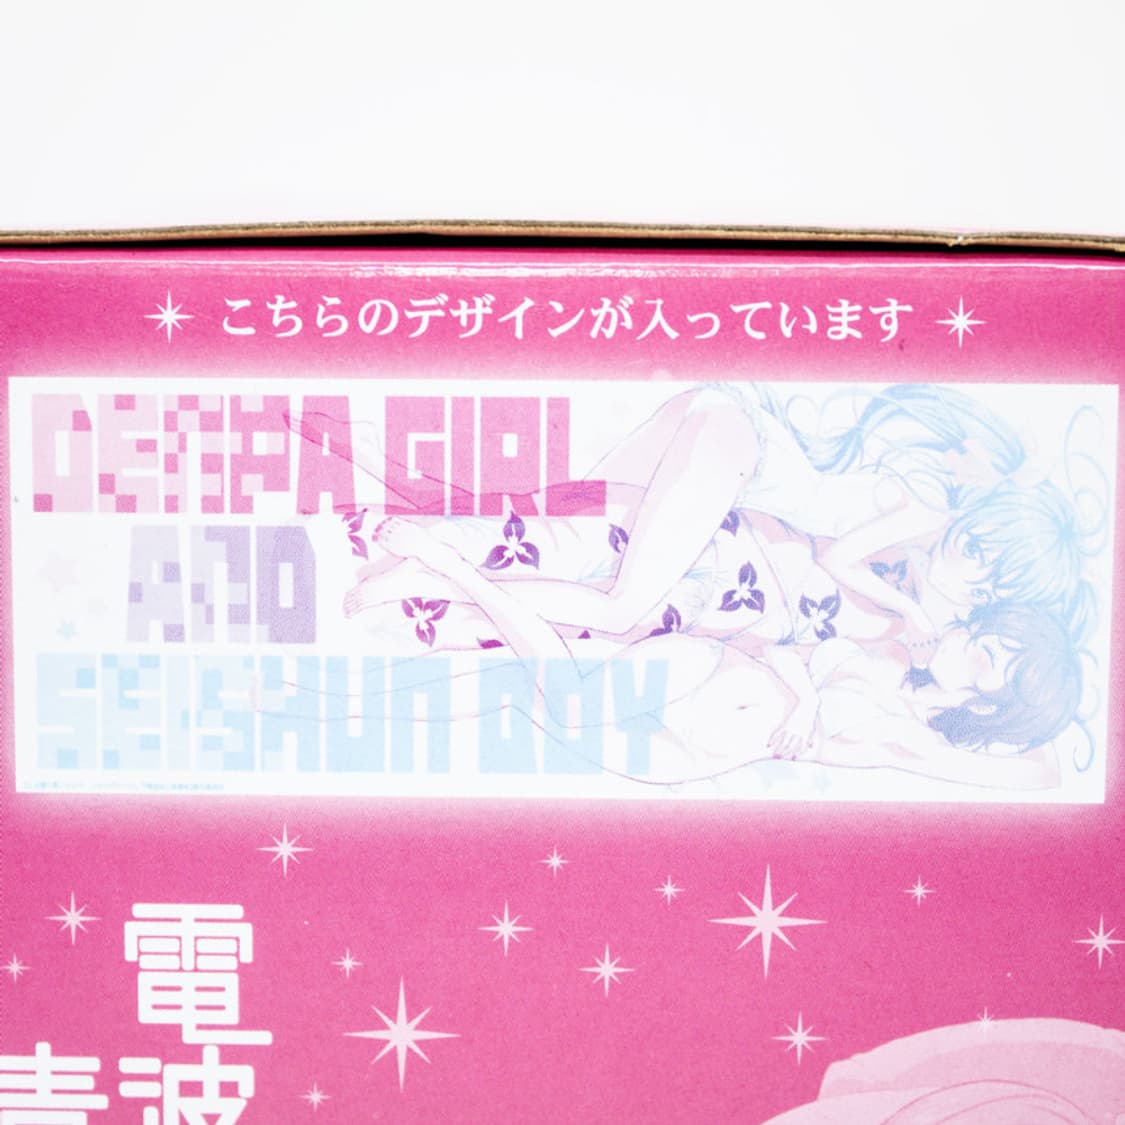 こちらのデザインが入っています
DENPA GIRL
AND
SEISHUN BOY
電波
青